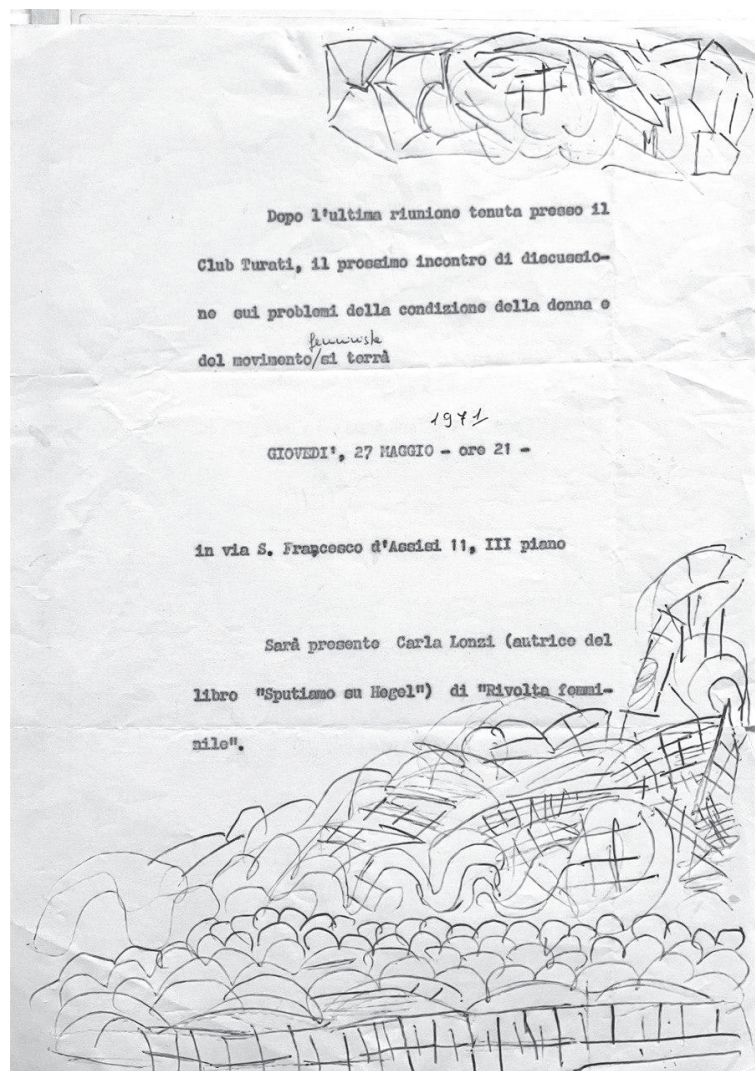 Dopo l'ultima riunione tenuta presso il
Club Turati, il prossimo incontro di discussio-
ne sui problemi della condizione della donna e
femminista
del movimento/si terrà
1971
GIOVEDI', 27 MAGGIO - ore 21 -
in via S. Francesco d'Assisi 11, III piano
Sarà presente Carla Lonzi (autrice del
libro "Sputiamo su Hegel") di "Rivolta femmi-
nile".